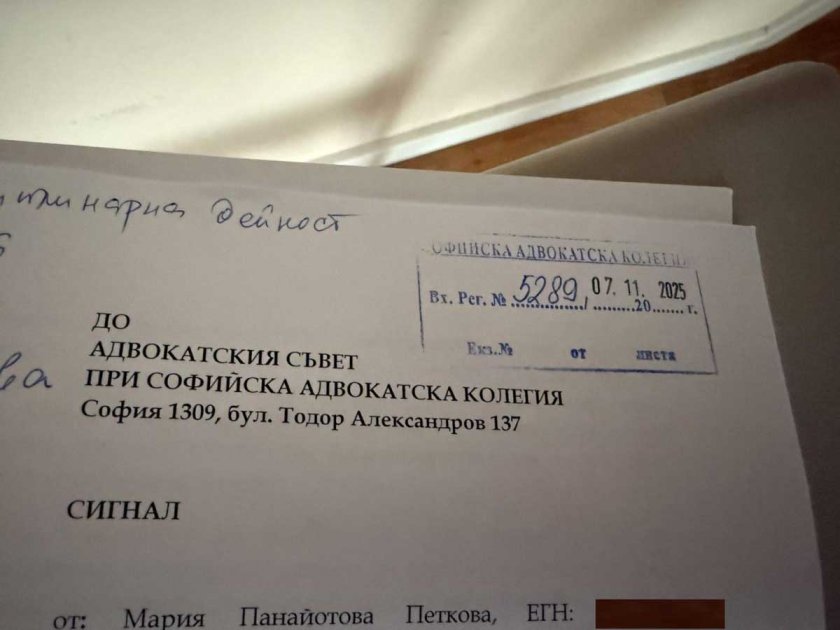 дейност
СОФИЙСКА АДВОКАТСКА КОЛЕГИЯ
Вх. Рег. № 5289, 07. 11. 2025
20 г.
Екз.№ от листа
ДО
АДВОКАТСКИЯ СЪВЕТ
ПРИ СОФИЙСКА АДВОКАТСКА КОЛЕГИЯ
София 1309, бул. Тодор Александров 137
СИГНАЛ
от: Мария Панайотова Петкова, ЕГН: